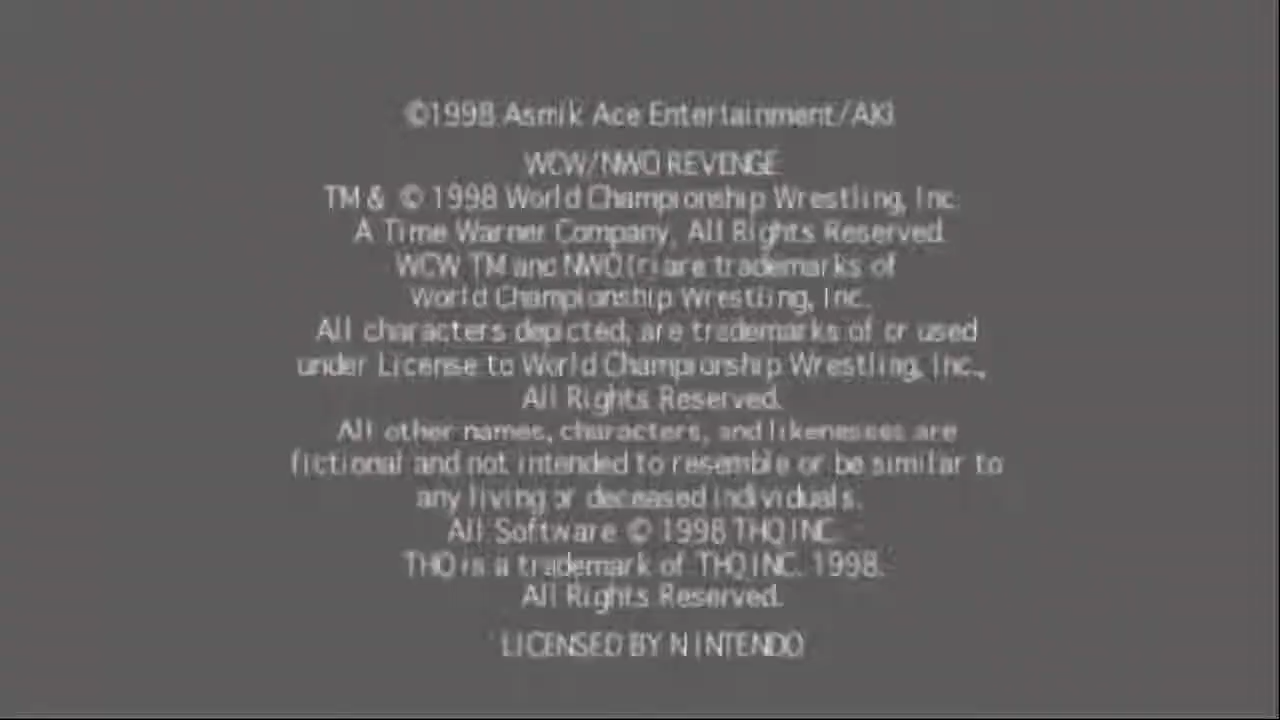 ©1998 Asmik Ace Entertainment/AKI
WCW/NWO REVENGE
TM & © 1998 World Championship Wrestling, Inc.
A Time Warner Company, All Rights Reserved.
WCW TM and NWO(r) are trademarks of
World Championship Wrestling, Inc.
All characters depicted, are trademarks of or used
under License to World Championship Wrestling, Inc.,
All Rights Reserved.
All other names, characters, and likenesses are
fictional and not intended to resemble or be similar to
any living or deceased individuals.
All Software © 1998 THQ INC.
THQ is a trademark of THQ INC. 1998.
All Rights Reserved.
LICENSED BY NINTENDO